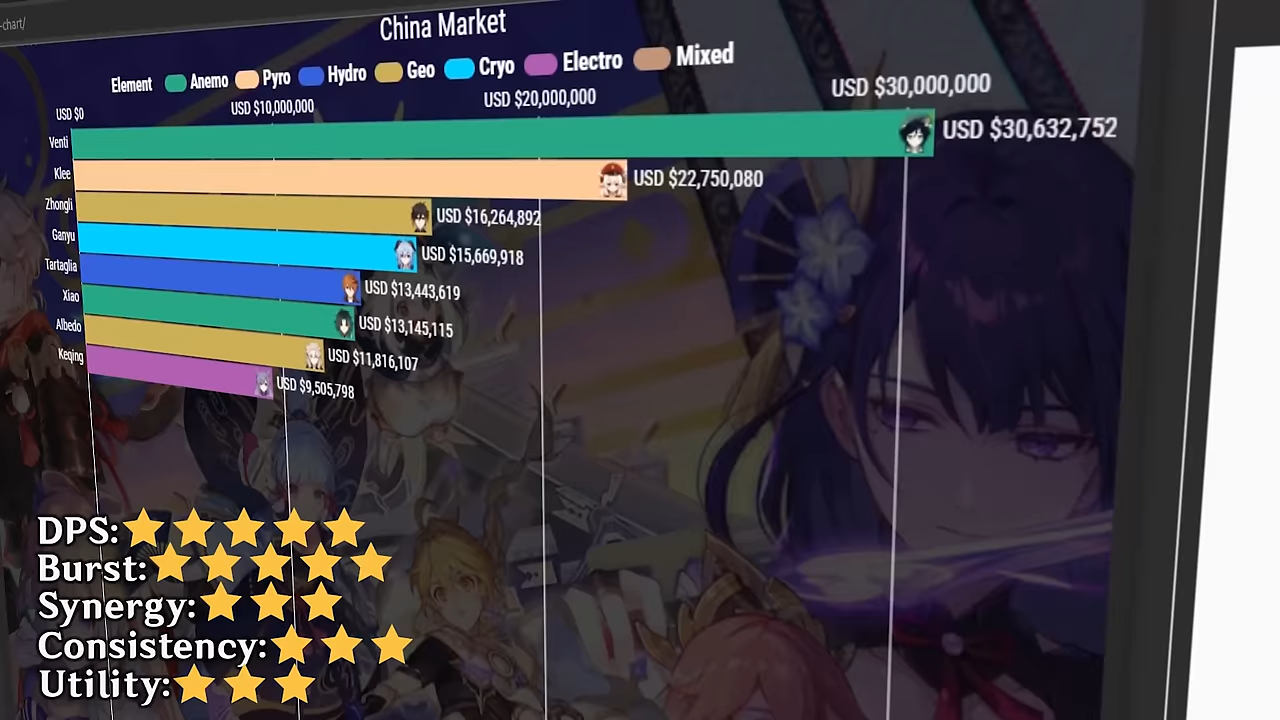 -chart/
China Market
Element Anemo Pyro Hydro Geo Cryo Electro Mixed
USD $0 USD $10,000,000 USD $20,000,000 USD $30,000,000
Venti USD $30,632,752
Klee USD $22,750,080
Zhongli USD $16,264,892
Ganyu USD $15,669,918
Tartaglia USD $13,443,619
Xiao USD $13,145,115
Albedo USD $11,816,107
Keqing USD $9,505,798
DPS:
Burst:
Synergy:
Consistency:
Utility: